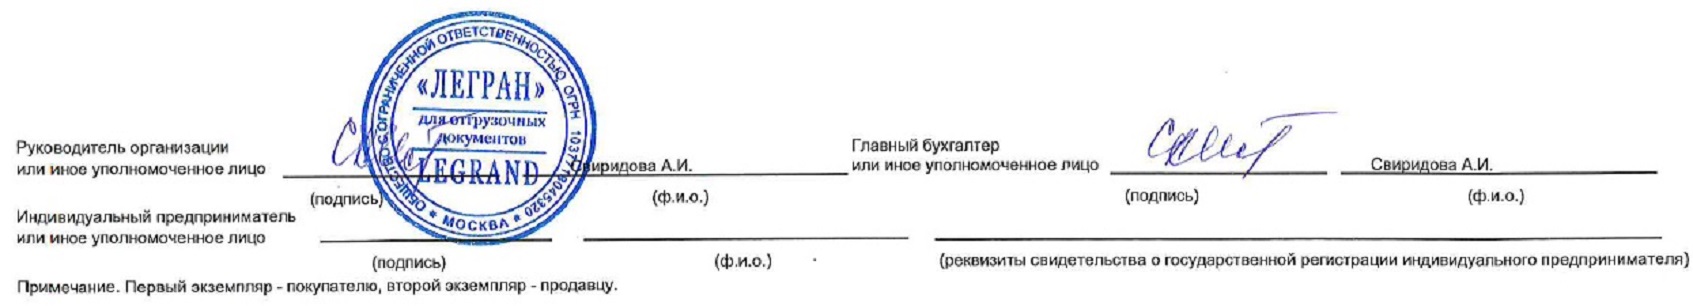 ОБЩЕСТВО С ОГРАНИЧЕННОЙ ОТВЕТСТВЕННОСТЬЮ ОГРН
«ЛЕГРАН»
для отгрузочных
документов
LEGRAND
* МОСКВА *
Руководитель организации
или иное уполномоченное лицо
Свиридова А.И.
(подпись) (ф.и.о.)
Главный бухгалтер
или иное уполномоченное лицо
Свиридова А.И.
(подпись) (ф.и.о.)
Индивидуальный предприниматель
или иное уполномоченное лицо
(подпись) (ф.и.о.) (реквизиты свидетельства о государственной регистрации индивидуального предпринимателя)
Примечание. Первый экземпляр - покупателю, второй экземпляр - продавцу.